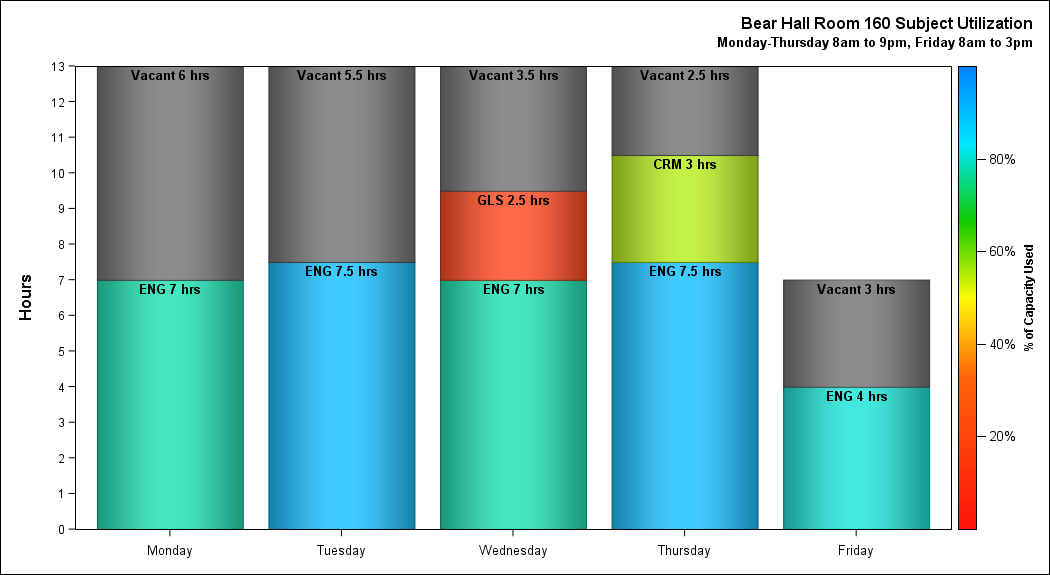 Bear Hall Room 160 Subject Utilization
Monday-Thursday 8am to 9pm, Friday 8am to 3pm
13
12
11
10
9
8
7
6
5
4
3
2
1
0
Hours
Vacant 6 hrs
ENG 7 hrs
Vacant 5.5 hrs
ENG 7.5 hrs
Vacant 3.5 hrs
GLS 2.5 hrs
ENG 7 hrs
Vacant 2.5 hrs
CRM 3 hrs
ENG 7.5 hrs
Vacant 3 hrs
ENG 4 hrs
Monday
Tuesday
Wednesday
Thursday
Friday
80%
60%
40%
20%
% of Capacity Used